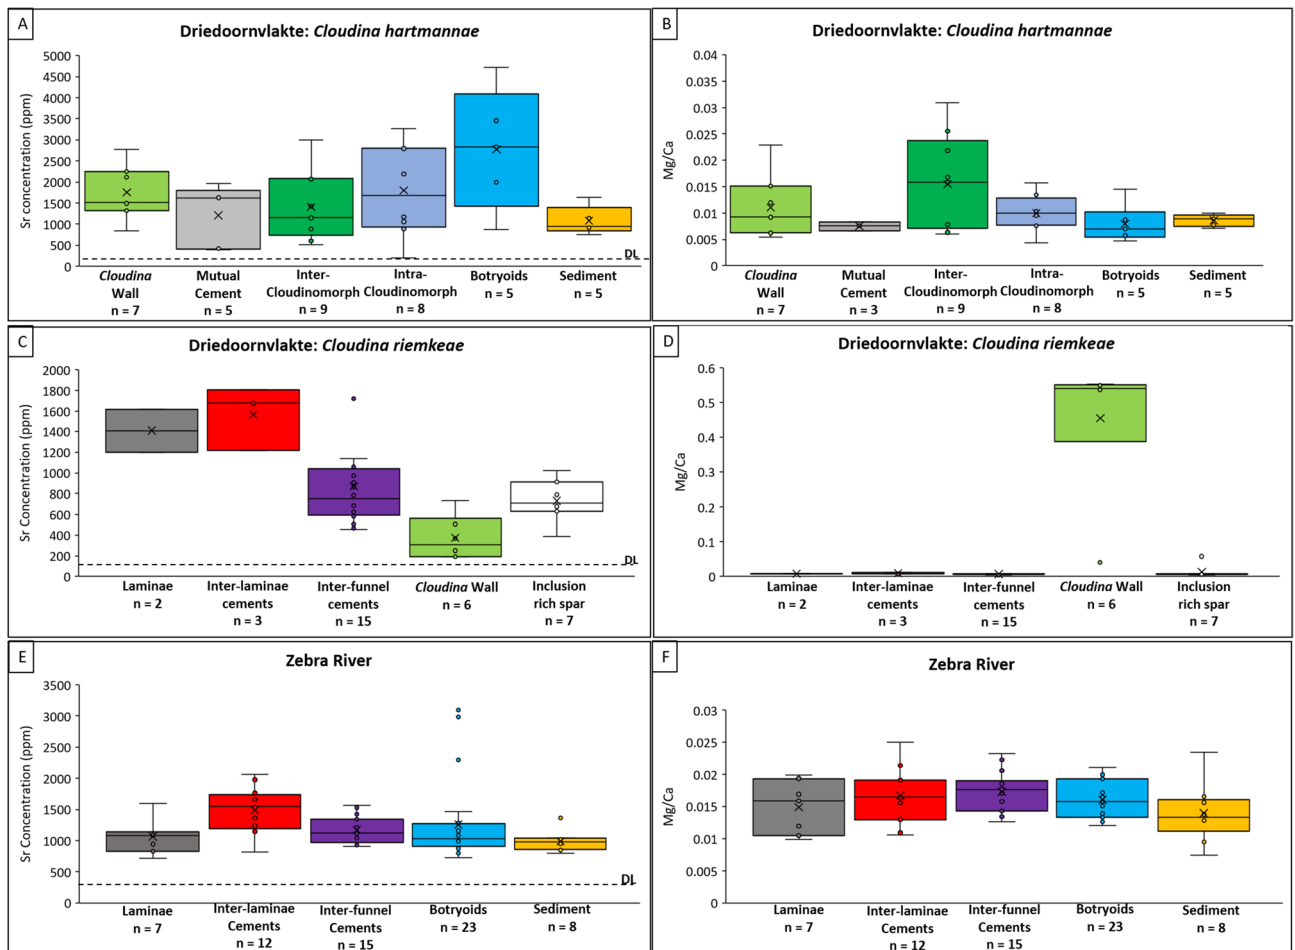 A
Driedoornvlakte: Cloudina hartmannae
Sr concentration (ppm)
5000
4500
4000
3500
3000
2500
2000
1500
1000
500
0
DL
Cloudina Mutual Inter- Intra- Botryoids Sediment
Wall Cement Cloudinomorph Cloudinomorph n = 5 n = 5
n = 7 n = 5 n = 9 n = 8
B
Driedoornvlakte: Cloudina hartmannae
Mg/Ca
0.04
0.035
0.03
0.025
0.02
0.015
0.01
0.005
0
Cloudina Mutual Inter- Intra- Botryoids Sediment
Wall Cement Cloudinomorph Cloudinomorph n = 5 n = 5
n = 7 n = 3 n = 9 n = 8
C
Driedoornvlakte: Cloudina riemkeae
Sr Concentration (ppm)
2000
1800
1600
1400
1200
1000
800
600
400
200
0
DL
Laminae Inter-laminae Inter-funnel Cloudina Wall Inclusion
n = 2 cements cements n = 6 rich spar
n = 3 n = 15 n = 7
D
Driedoornvlakte: Cloudina riemkeae
Mg/Ca
0.6
0.5
0.4
0.3
0.2
0.1
0
Laminae Inter-laminae Inter-funnel Cloudina Wall Inclusion
n = 2 cements cements n = 6 rich spar
n = 3 n = 15 n = 7
E
Zebra River
Sr Concentration (ppm)
3500
3000
2500
2000
1500
1000
500
0
DL
Laminae Inter-laminae Inter-funnel Botryoids Sediment
n = 7 Cements Cements n = 23 n = 8
n = 12 n = 15
F
Zebra River
Mg/Ca
0.03
0.025
0.02
0.015
0.01
0.005
0
Laminae Inter-laminae Inter-funnel Botryoids Sediment
n = 7 Cements Cements n = 23 n = 8
n = 12 n = 15